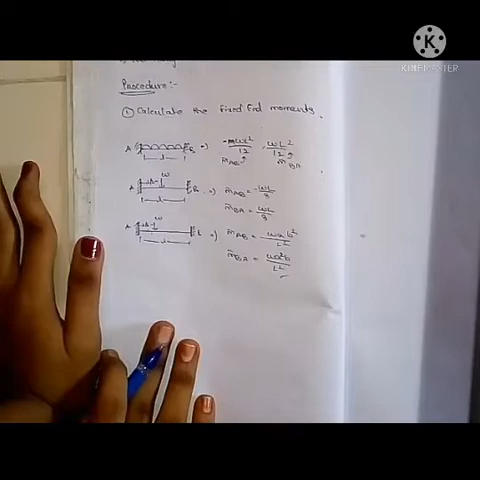 Procedure:-
① Calculate the Fixed End moments.
A B => -wl²/12 , wl²/12
l M̄AB M̄BA
A w B => M̄AB = -wl/8
l M̄BA = wl/8
A w B => M̄AB = -wab²/L²
l M̄BA = wa²b/L²
K
KINEMASTER